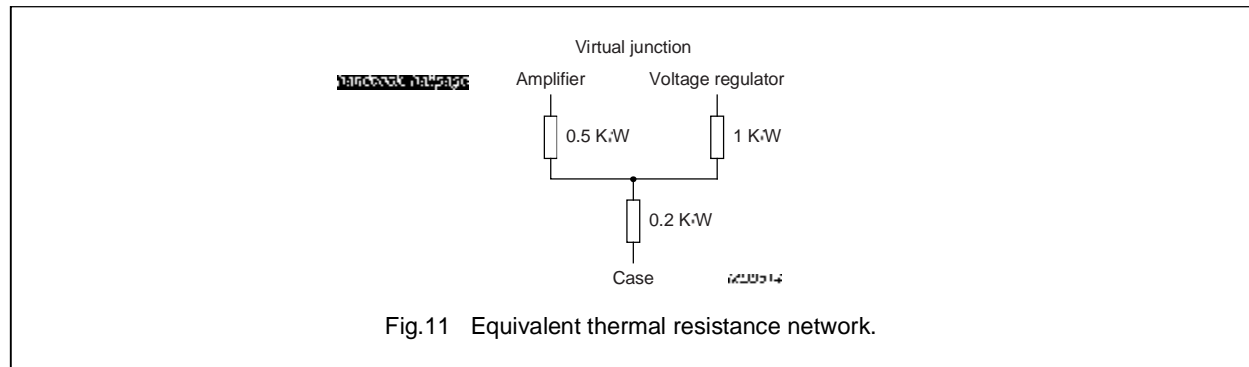 Virtual junction
Amplifier Voltage regulator
0.5 K/W 1 K/W
0.2 K/W
Case
Fig.11 Equivalent thermal resistance network.